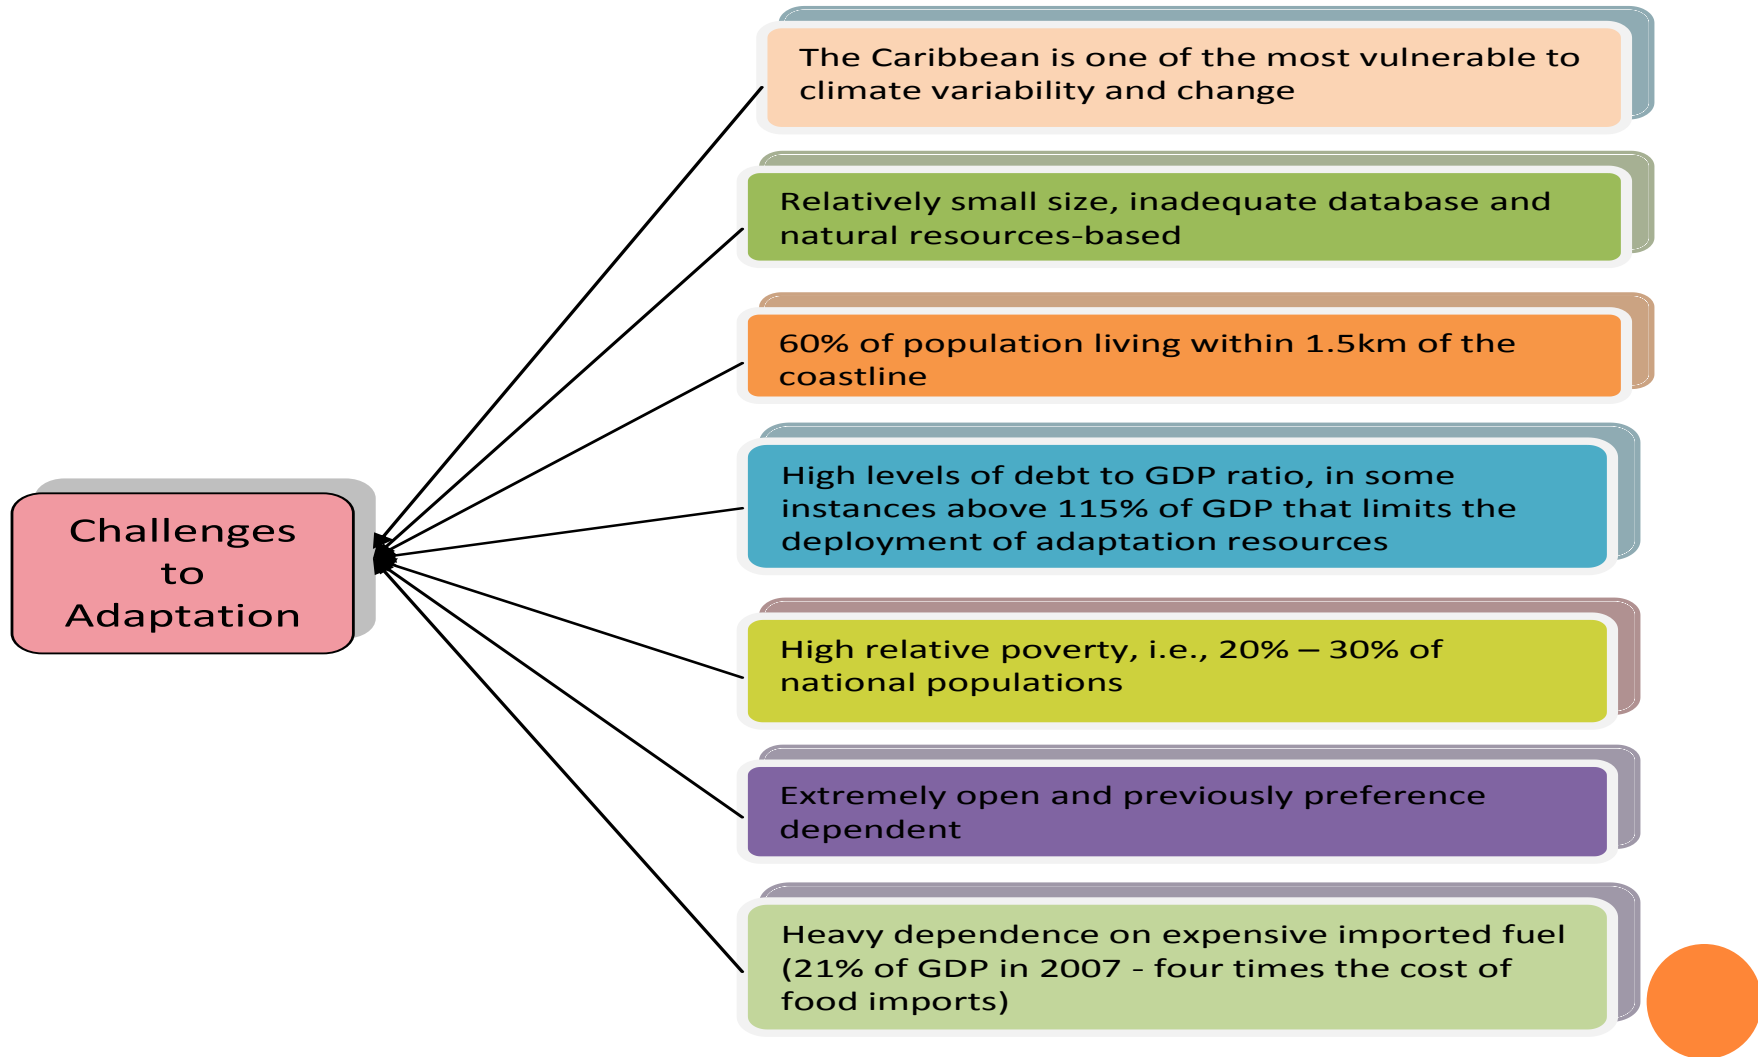 The Caribbean is one of the most vulnerable to
climate variability and change
Relatively small size, inadequate database and
natural resources-based
60% of population living within 1.5km of the
coastline
High levels of debt to GDP ratio, in some
instances above 115% of GDP that limits the
deployment of adaptation resources
Challenges
to
Adaptation
High relative poverty, i.e., 20% – 30% of
national populations
Extremely open and previously preference
dependent
Heavy dependence on expensive imported fuel
(21% of GDP in 2007 - four times the cost of
food imports)